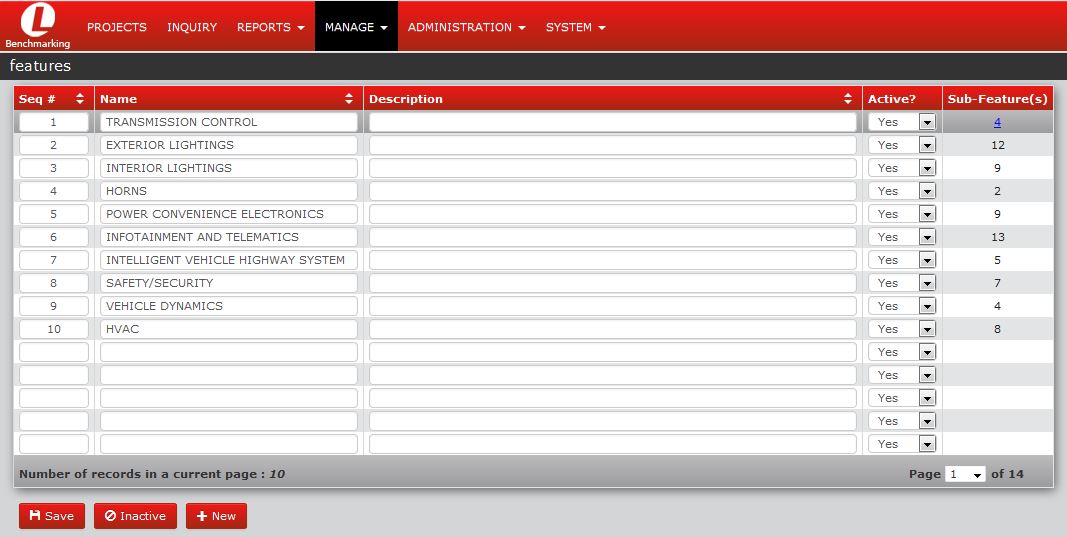 L
Benchmarking
PROJECTS INQUIRY REPORTS MANAGE ADMINISTRATION SYSTEM
features
Seq # Name Description Active? Sub-Feature(s)
1 TRANSMISSION CONTROL Yes 4
2 EXTERIOR LIGHTINGS Yes 12
3 INTERIOR LIGHTINGS Yes 9
4 HORNS Yes 2
5 POWER CONVENIENCE ELECTRONICS Yes 9
6 INFOTAINMENT AND TELEMATICS Yes 13
7 INTELLIGENT VEHICLE HIGHWAY SYSTEM Yes 5
8 SAFETY/SECURITY Yes 7
9 VEHICLE DYNAMICS Yes 4
10 HVAC Yes 8
Yes
Yes
Yes
Yes
Yes
Number of records in a current page : 10 Page 1 of 14
Save Inactive New